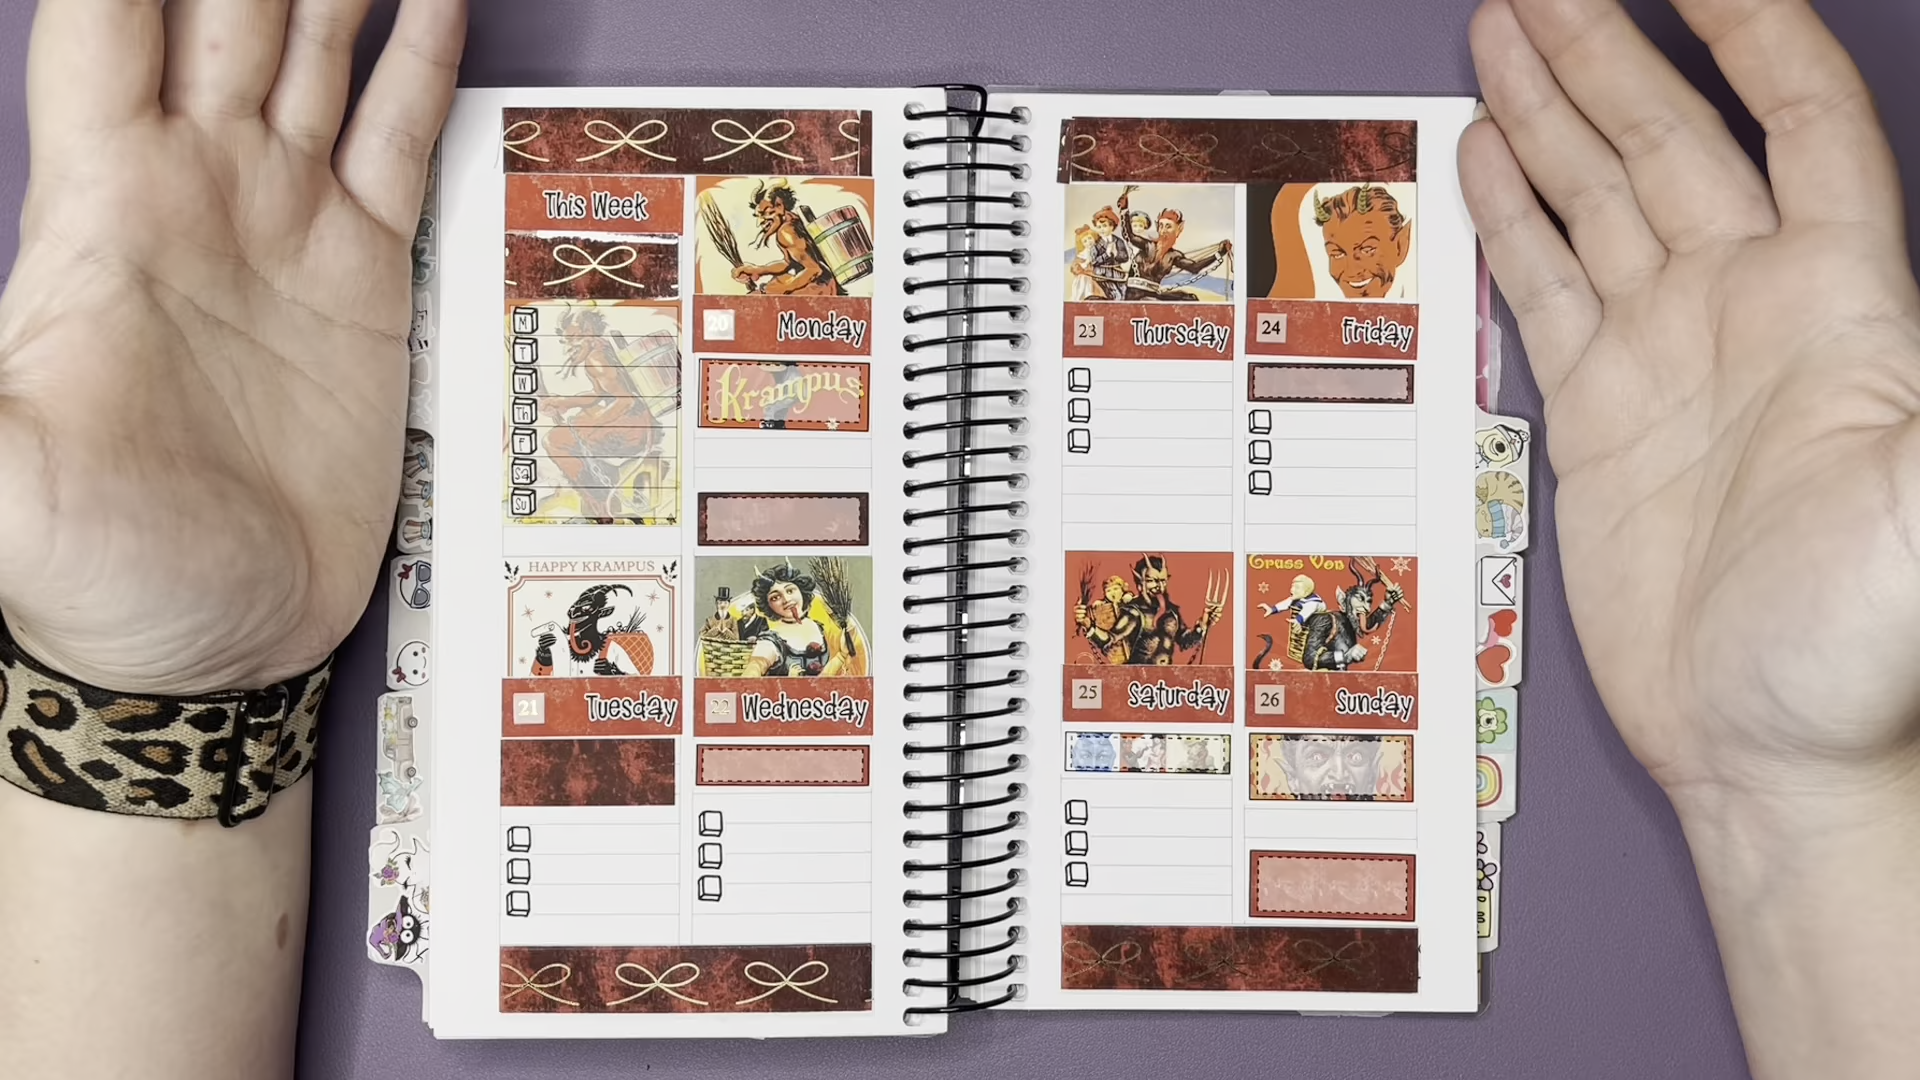 This Week
M
T
W
Th
F
Sa
Su
20 Monday
Krampus
HAPPY KRAMPUS
21 Tuesday
22 Wednesday
23 Thursday
24 Friday
25 Saturday
Gruss Von
26 Sunday